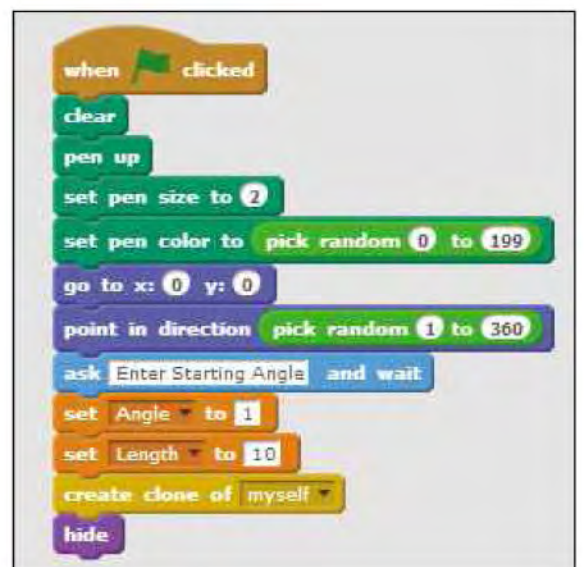 when clicked
clear
pen up
set pen size to 2
set pen color to pick random 0 to 199
go to x: 0 y: 0
point in direction pick random 1 to 360
ask Enter Starting Angle and wait
set Angle to 1
set Length to 10
create clone of myself
hide